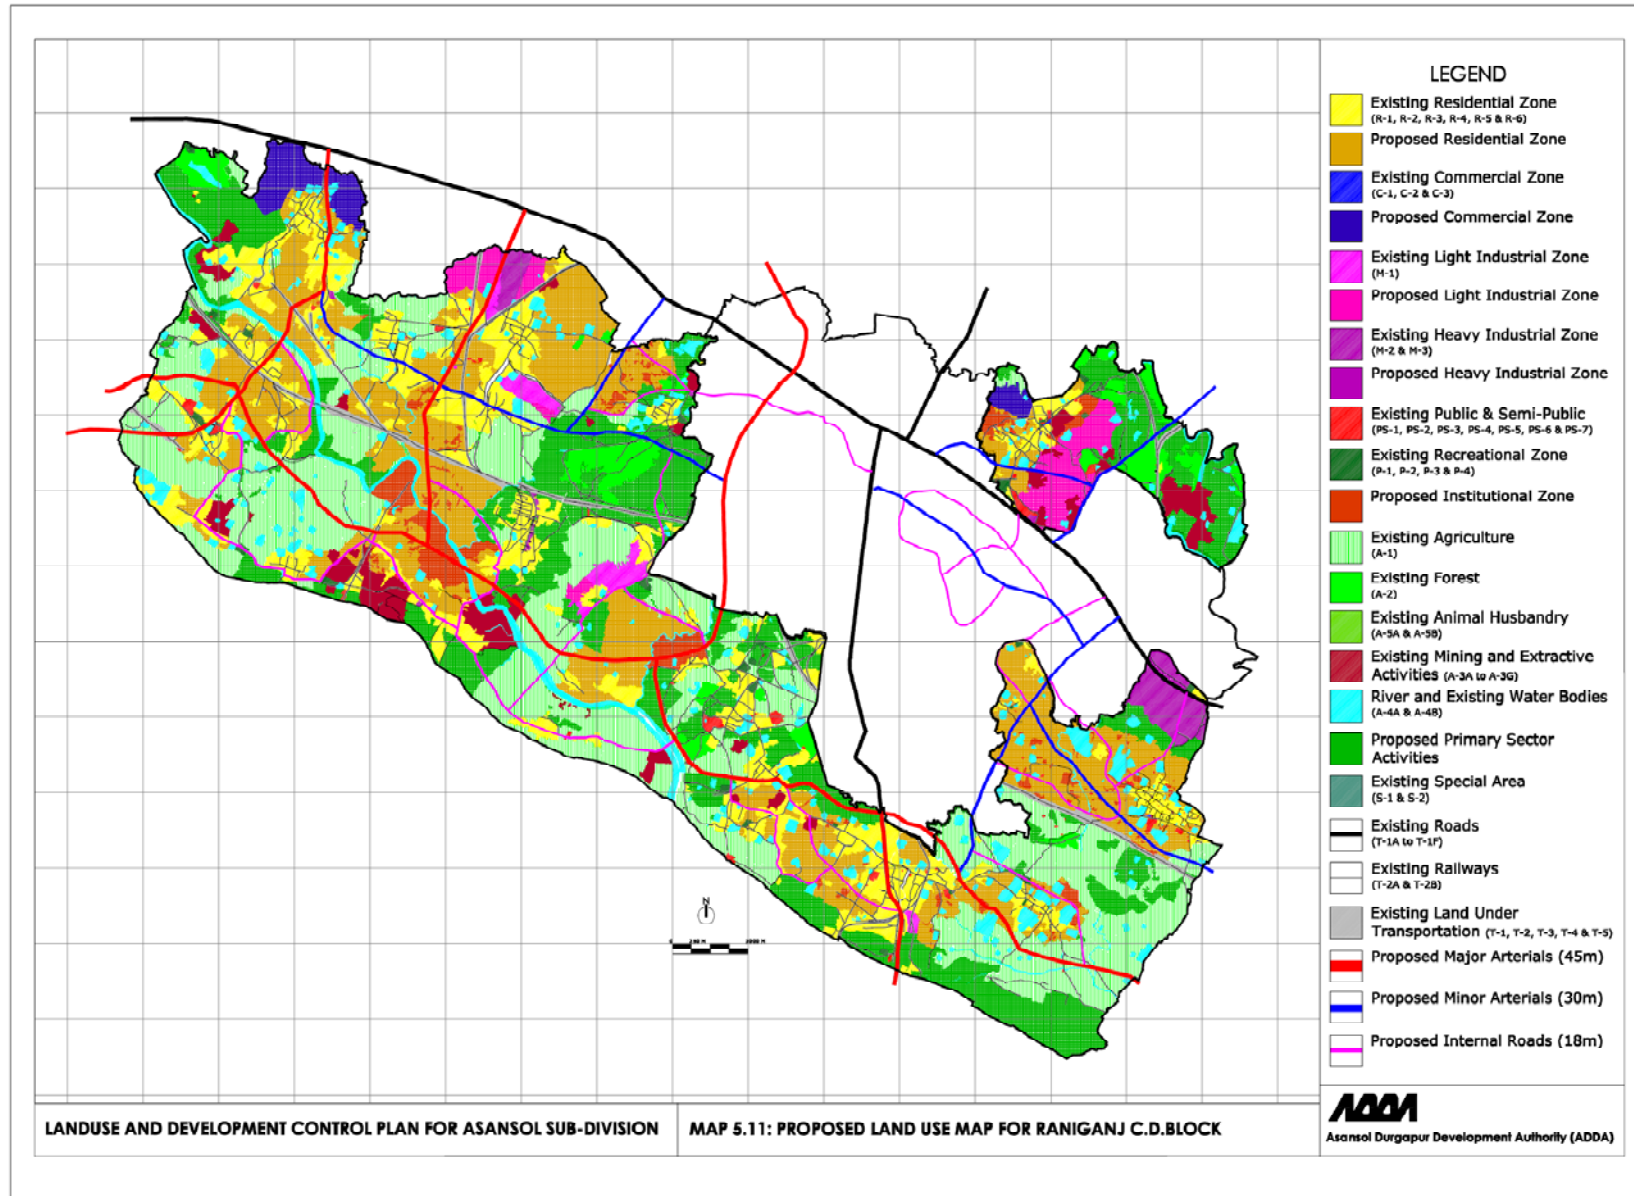 LEGEND
Existing Residential Zone
(R-1, R-2, R-3, R-4, R-5 & R-6)
Proposed Residential Zone
Existing Commercial Zone
(C-1, C-2 & C-3)
Proposed Commercial Zone
Existing Light Industrial Zone
(M-1)
Proposed Light Industrial Zone
Existing Heavy Industrial Zone
(M-2 & M-3)
Proposed Heavy Industrial Zone
Existing Public & Semi-Public
(PS-1, PS-2, PS-3, PS-4, PS-5, PS-6 & PS-7)
Existing Recreational Zone
(P-1, P-2, P-3 & P-4)
Proposed Institutional Zone
Existing Agriculture
(A-1)
Existing Forest
(A-2)
Existing Animal Husbandry
(A-5A & A-5B)
Existing Mining and Extractive
Activities (A-3A to A-3G)
River and Existing Water Bodies
(A-4A & A-4B)
Proposed Primary Sector
Activities
Existing Special Area
(S-1 & S-2)
Existing Roads
(T-1A to T-1F)
Existing Railways
(T-2A & T-2B)
Existing Land Under
Transportation (T-1, T-2, T-3, T-4 & T-5)
Proposed Major Arterials (45m)
Proposed Minor Arterials (30m)
Proposed Internal Roads (18m)
N
LANDUSE AND DEVELOPMENT CONTROL PLAN FOR ASANSOL SUB-DIVISION
MAP 5.11: PROPOSED LAND USE MAP FOR RANIGANJ C.D.BLOCK
ADDA
Asansol Durgapur Development Authority (ADDA)